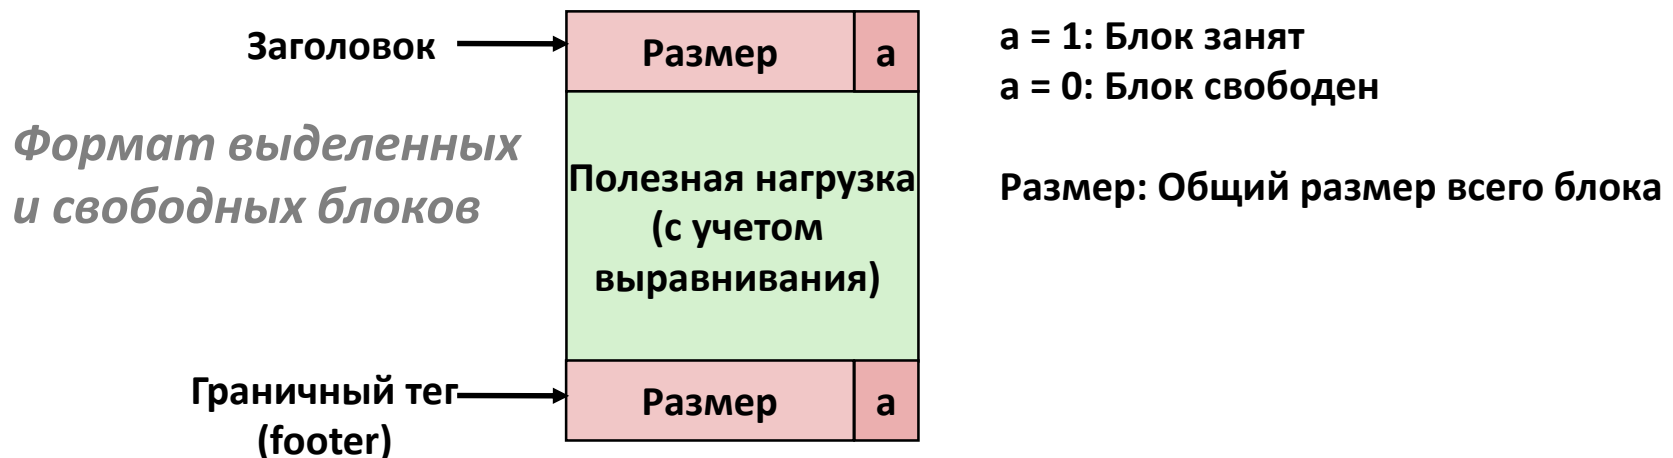 Заголовок
Размер
a
a = 1: Блок занят
a = 0: Блок свободен
Формат выделенных
и свободных блоков
Полезная нагрузка
(с учетом
выравнивания)
Размер: Общий размер всего блока
Граничный тег
(footer)
Размер
a